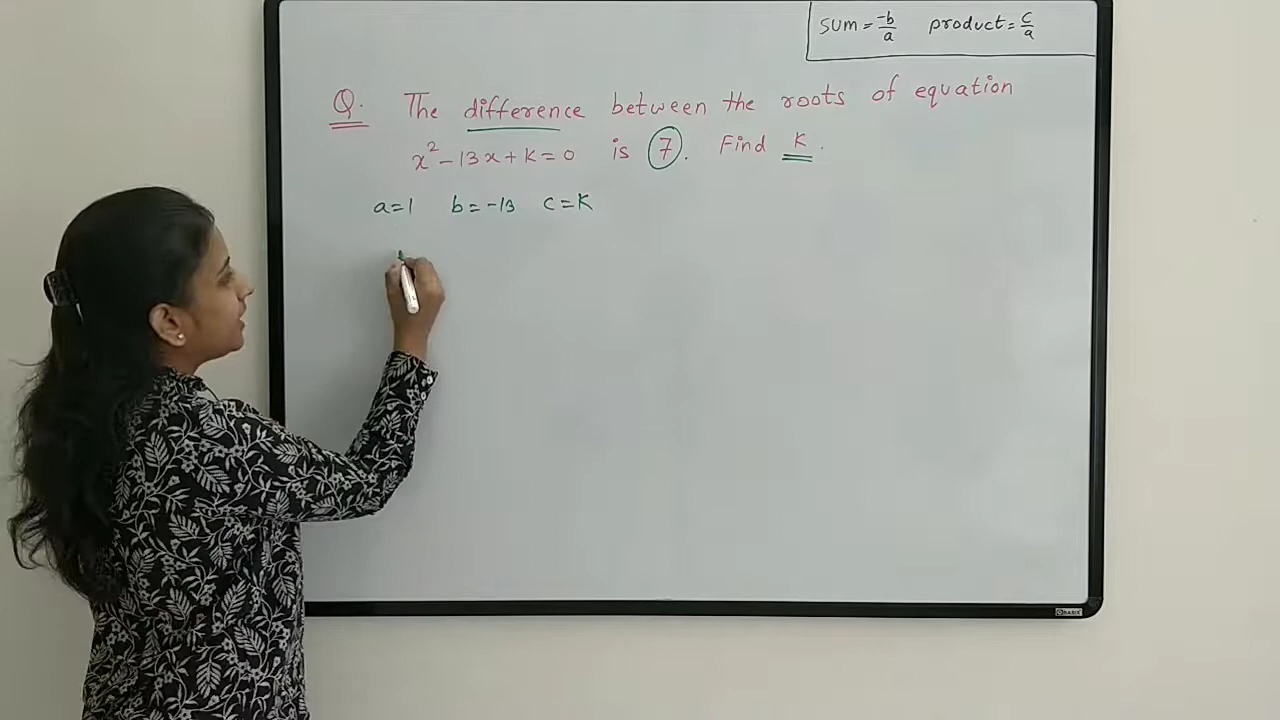 SUM = -b/a product = c/a
Q. The difference between the roots of equation
x² - 13x + k = 0 is 7. Find K.
a=1 b=-13 c=K